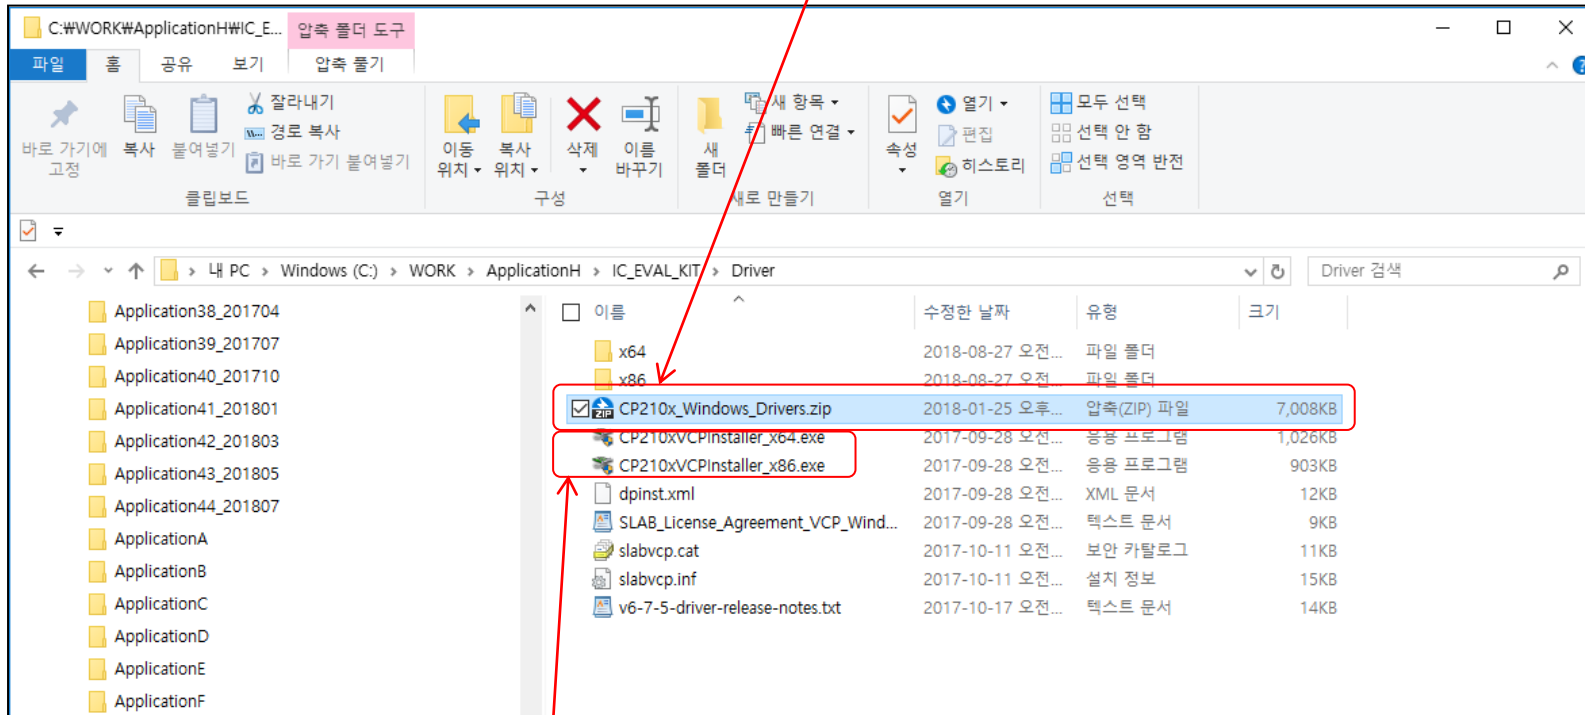 C:₩WORK₩ApplicationH₩IC_E...
압축 폴더 도구
파일 홈 공유 보기 압축 풀기
바로 가기에 고정
복사
붙여넣기
잘라내기
경로 복사
바로 가기 붙여넣기
클립보드
이동 위치
복사 위치
삭제
이름 바꾸기
구성
새 폴더
새 항목
빠른 연결
새로 만들기
속성
열기
편집
히스토리
열기
모두 선택
선택 안 함
선택 영역 반전
선택
내 PC > Windows (C:) > WORK > ApplicationH > IC_EVAL_KIT > Driver
Driver 검색
Application38_201704
Application39_201707
Application40_201710
Application41_201801
Application42_201803
Application43_201805
Application44_201807
ApplicationA
ApplicationB
ApplicationC
ApplicationD
ApplicationE
ApplicationF
이름 수정한 날짜 유형 크기
x64 2018-08-27 오전... 파일 폴더
x86 2018-08-27 오전... 파일 폴더
CP210x_Windows_Drivers.zip 2018-01-25 오후... 압축(ZIP) 파일 7,008KB
CP210xVCPInstaller_x64.exe 2017-09-28 오전... 응용 프로그램 1,026KB
CP210xVCPInstaller_x86.exe 2017-09-28 오전... 응용 프로그램 903KB
dpinst.xml 2017-09-28 오전... XML 문서 12KB
SLAB_License_Agreement_VCP_Wind... 2017-09-28 오전... 텍스트 문서 9KB
slabvcp.cat 2017-10-11 오전... 보안 카탈로그 11KB
slabvcp.inf 2017-10-11 오전... 설치 정보 15KB
v6-7-5-driver-release-notes.txt 2017-10-17 오전... 텍스트 문서 14KB